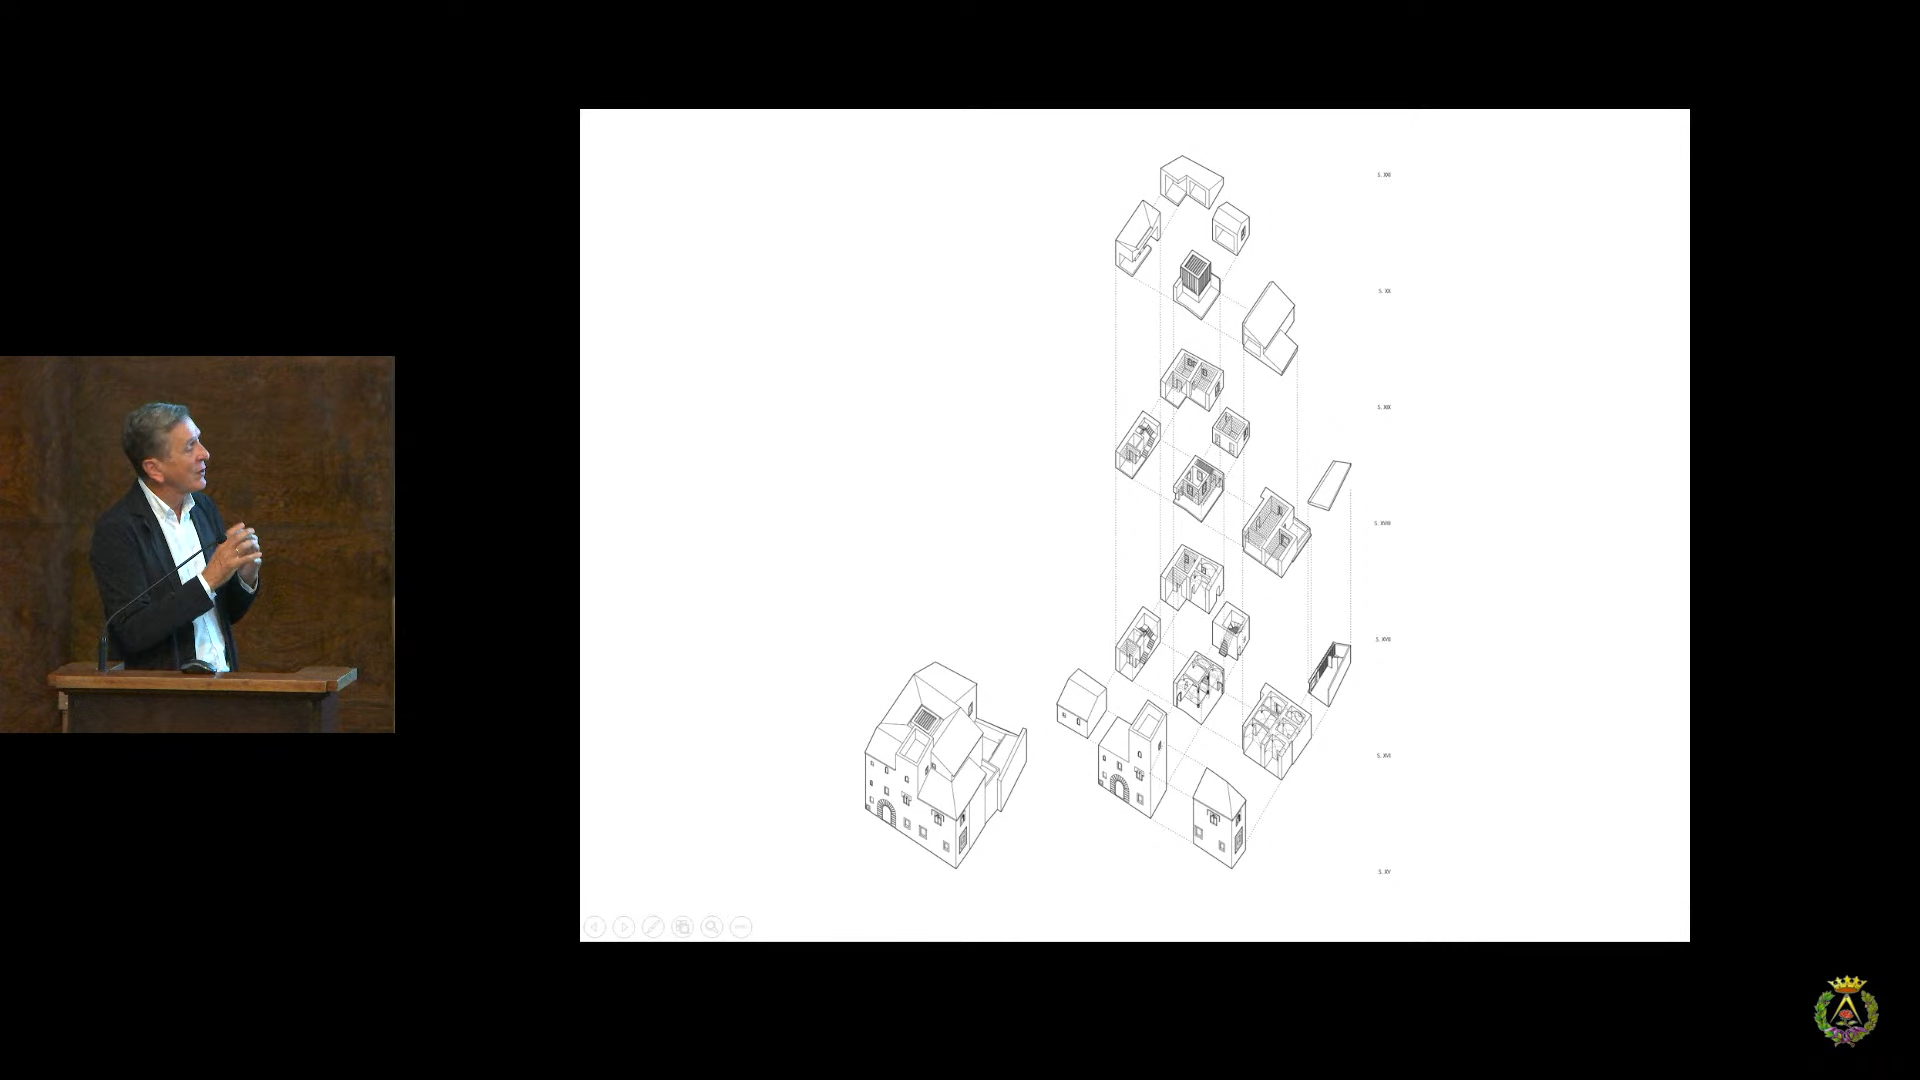 S. XXI
S. XX
S. XIX
S. XVIII
S. XVII
S. XVI
S. XV